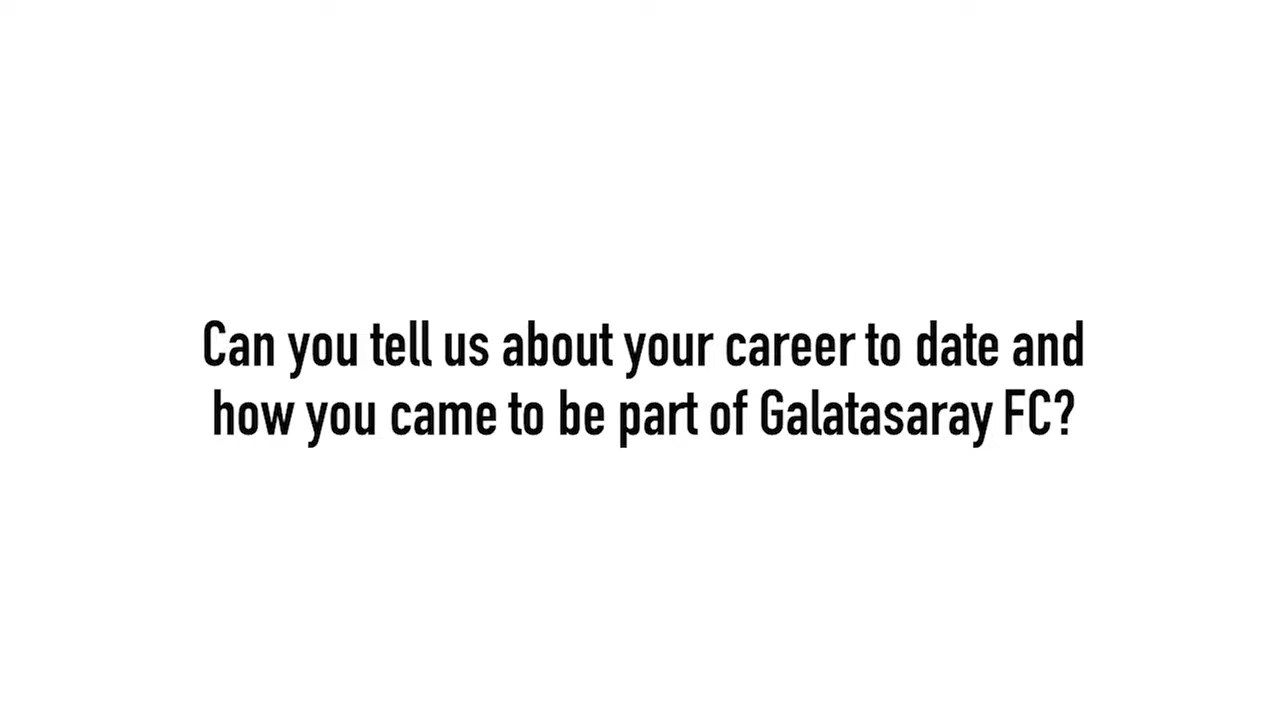 Can you tell us about your career to date and
how you came to be part of Galatasaray FC?